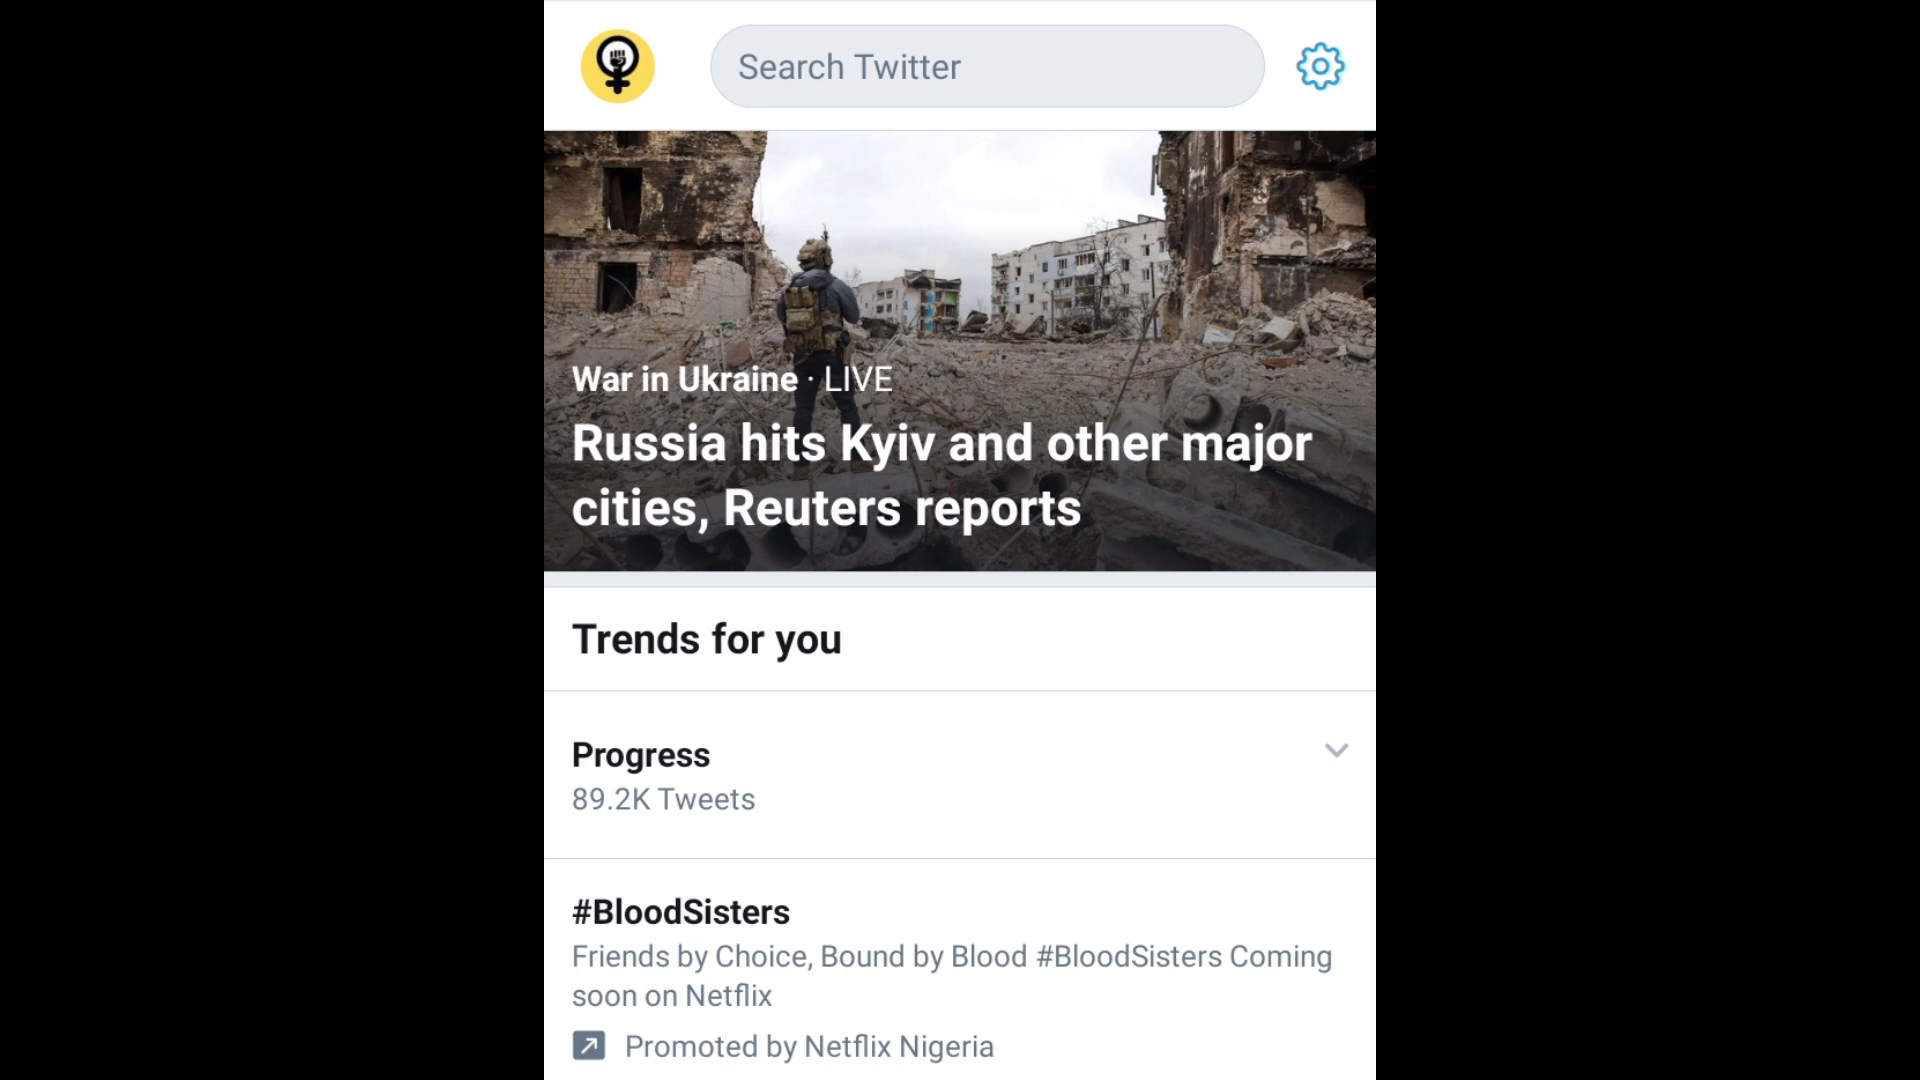 Search Twitter
War in Ukraine · LIVE
Russia hits Kyiv and other major
cities, Reuters reports
Trends for you
Progress
89.2K Tweets
#BloodSisters
Friends by Choice, Bound by Blood #BloodSisters Coming
soon on Netflix
Promoted by Netflix Nigeria